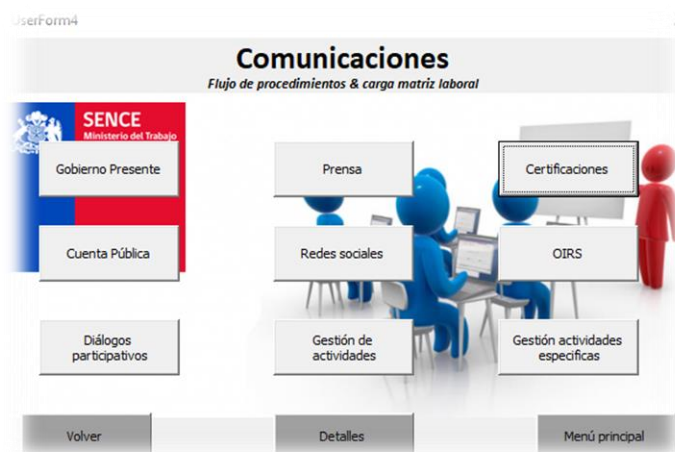 UserForm4
Comunicaciones
Flujo de procedimientos & carga matriz laboral
SENCE
Ministerio del Trabajo
Gobierno Presente
Prensa
Certificaciones
Cuenta Pública
Redes sociales
OIRS
Diálogos
participativos
Gestión de
actividades
Gestión actividades
especificas
Volver
Detalles
Menú principal